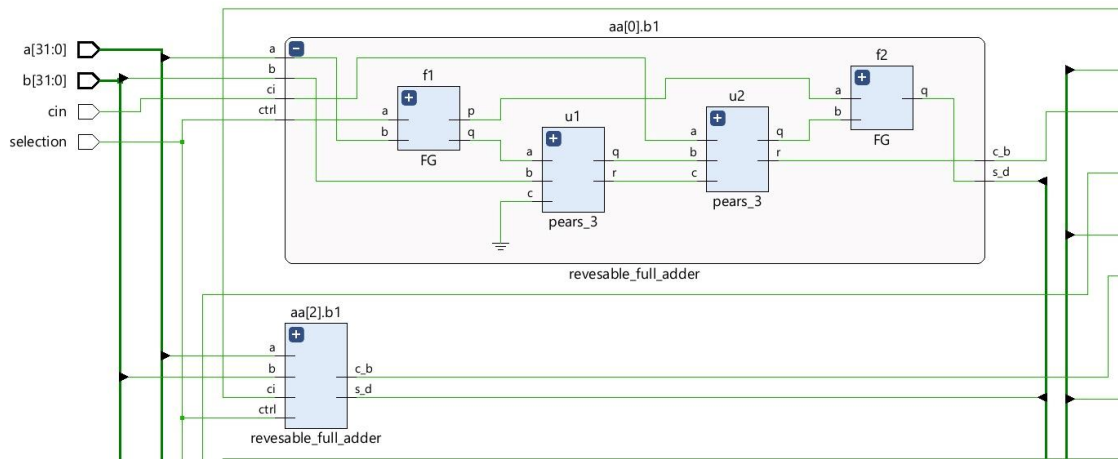 aa[0].b1
a[31:0]
b[31:0]
cin
selection
a
b
ci
ctrl
f1
a
b
p
q
FG
u1
a
b
c
q
r
pears_3
u2
a
b
c
q
r
pears_3
f2
a
b
q
FG
c_b
s_d
revesable_full_adder
aa[2].b1
a
b
ci
ctrl
c_b
s_d
revesable_full_adder